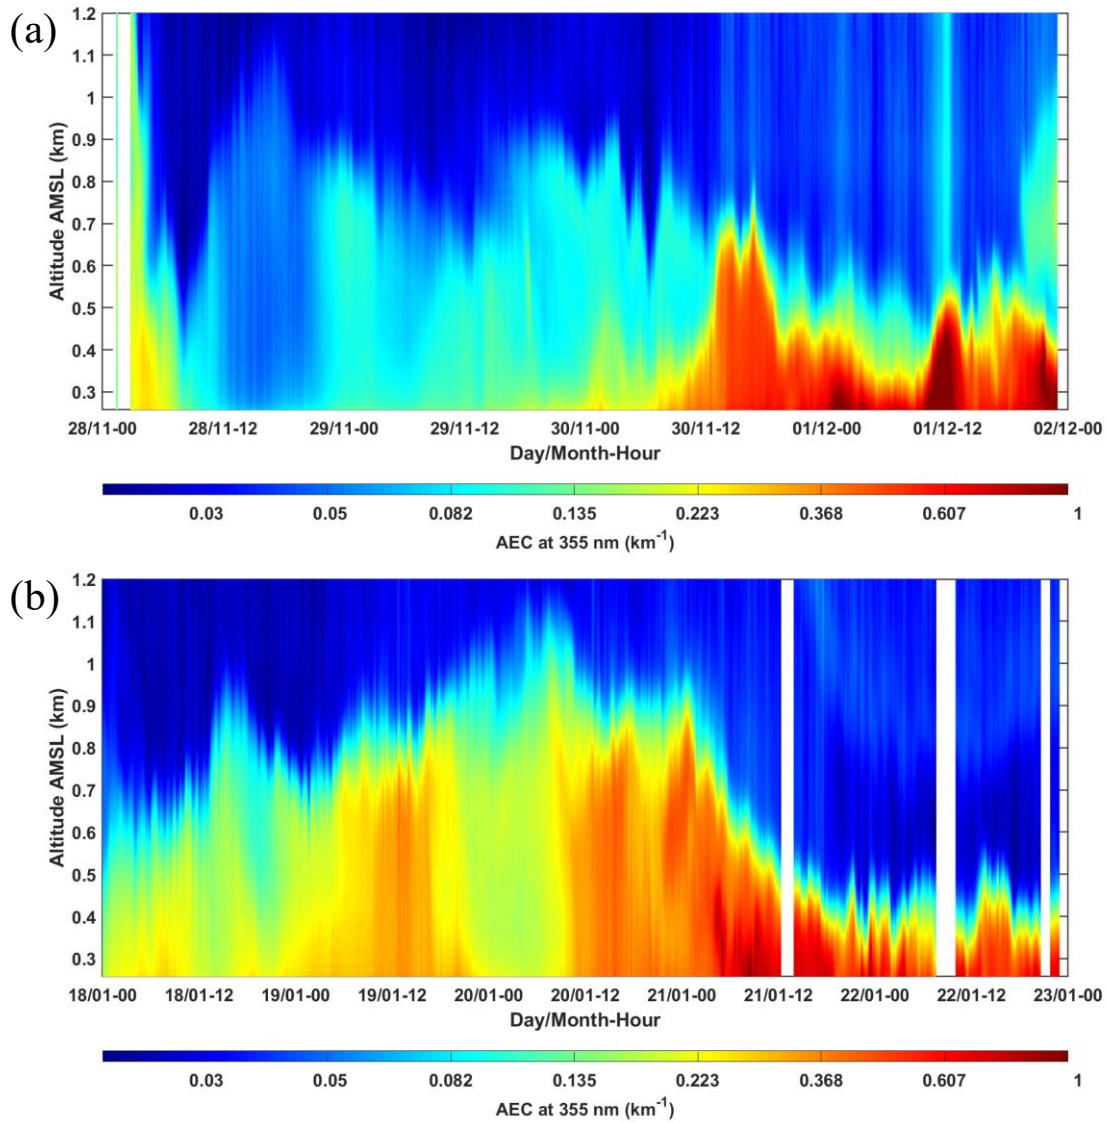 (a)
1.2
1.1
1
0.9
0.8
0.7
0.6
0.5
0.4
0.3
Altitude AMSL (km)
28/11-00 28/11-12 29/11-00 29/11-12 30/11-00 30/11-12 01/12-00 01/12-12 02/12-00
Day/Month-Hour
0.03 0.05 0.082 0.135 0.223 0.368 0.607 1
AEC at 355 nm (km⁻¹)
(b)
1.2
1.1
1
0.9
0.8
0.7
0.6
0.5
0.4
0.3
Altitude AMSL (km)
18/01-00 18/01-12 19/01-00 19/01-12 20/01-00 20/01-12 21/01-00 21/01-12 22/01-00 22/01-12 23/01-00
Day/Month-Hour
0.03 0.05 0.082 0.135 0.223 0.368 0.607 1
AEC at 355 nm (km⁻¹)